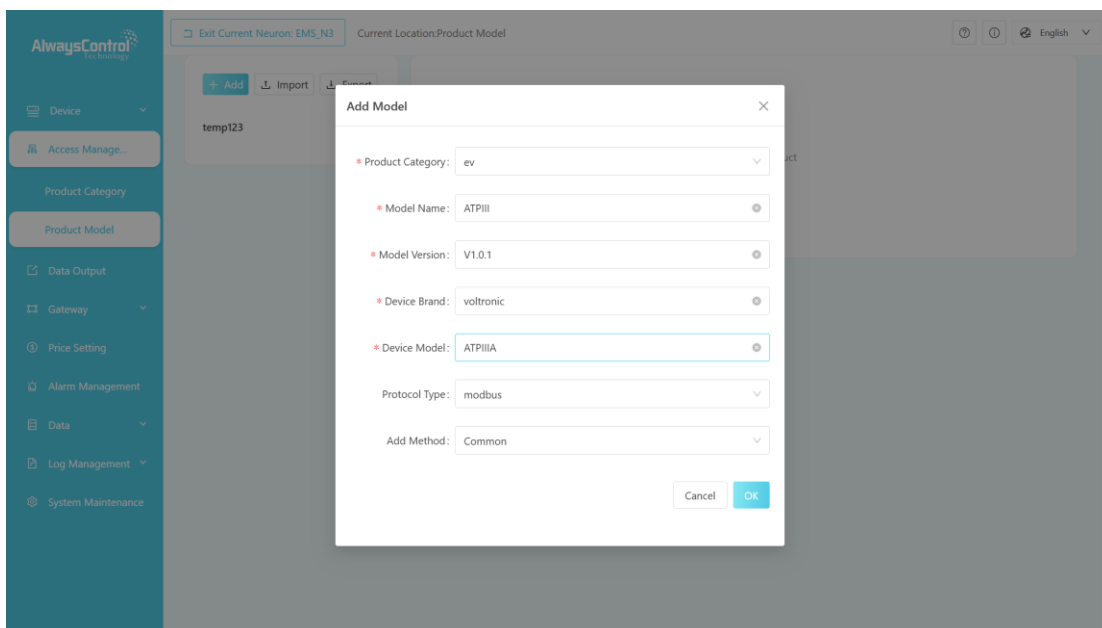 AlwaysControl
Technology
Exit Current Neuron: EMS_N3
Current Location:Product Model
English
Device
Access Manage...
Product Category
Product Model
Data Output
Gateway
Price Setting
Alarm Management
Data
Log Management
System Maintenance
+ Add
Import
Export
temp123
uct
Add Model
* Product Category: ev
* Model Name: ATPIII
* Model Version: V1.0.1
* Device Brand: voltronic
* Device Model: ATPIIIA
Protocol Type: modbus
Add Method: Common
Cancel
OK